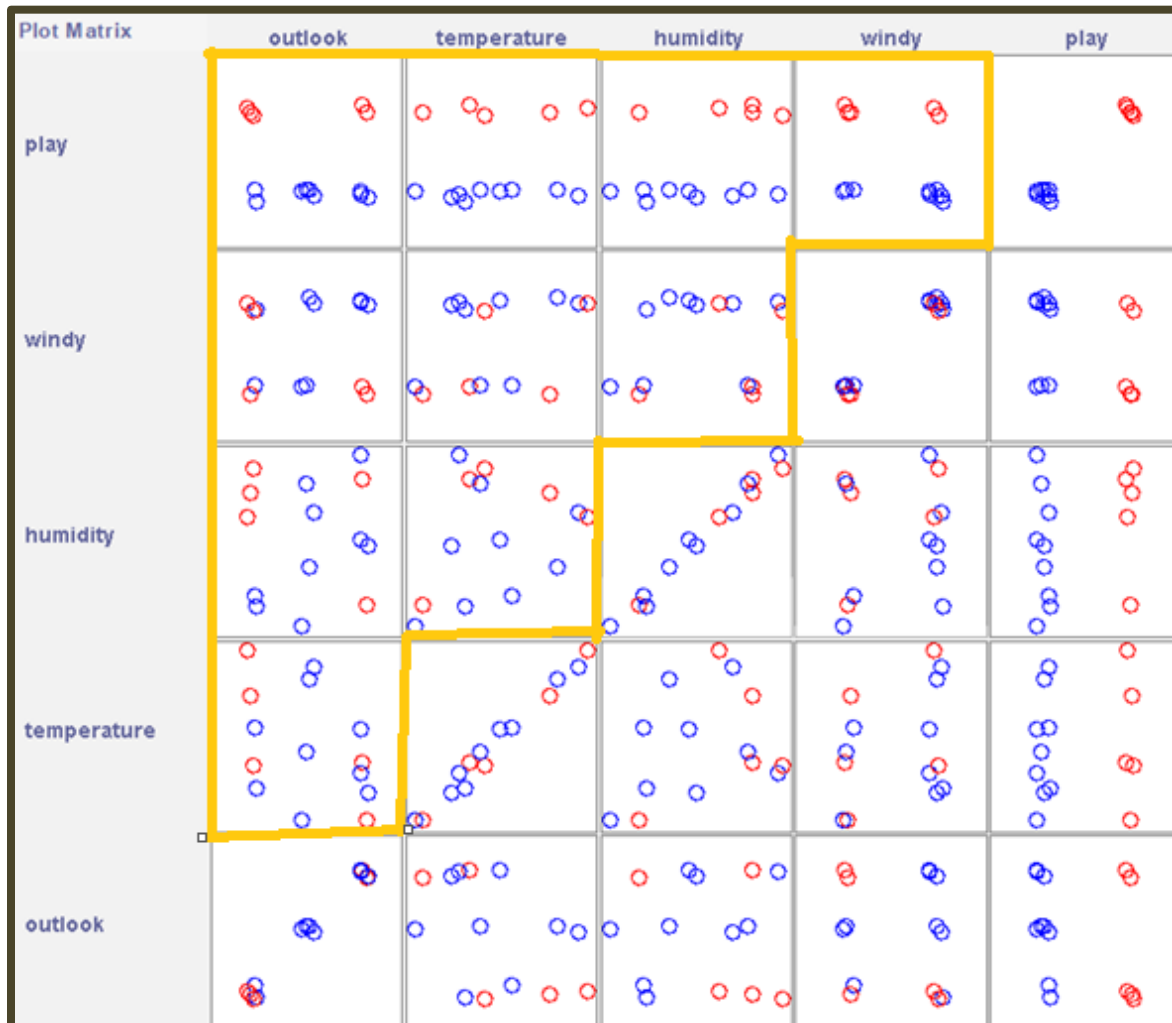 Plot Matrix
outlook temperature humidity windy play
play
windy
humidity
temperature
outlook